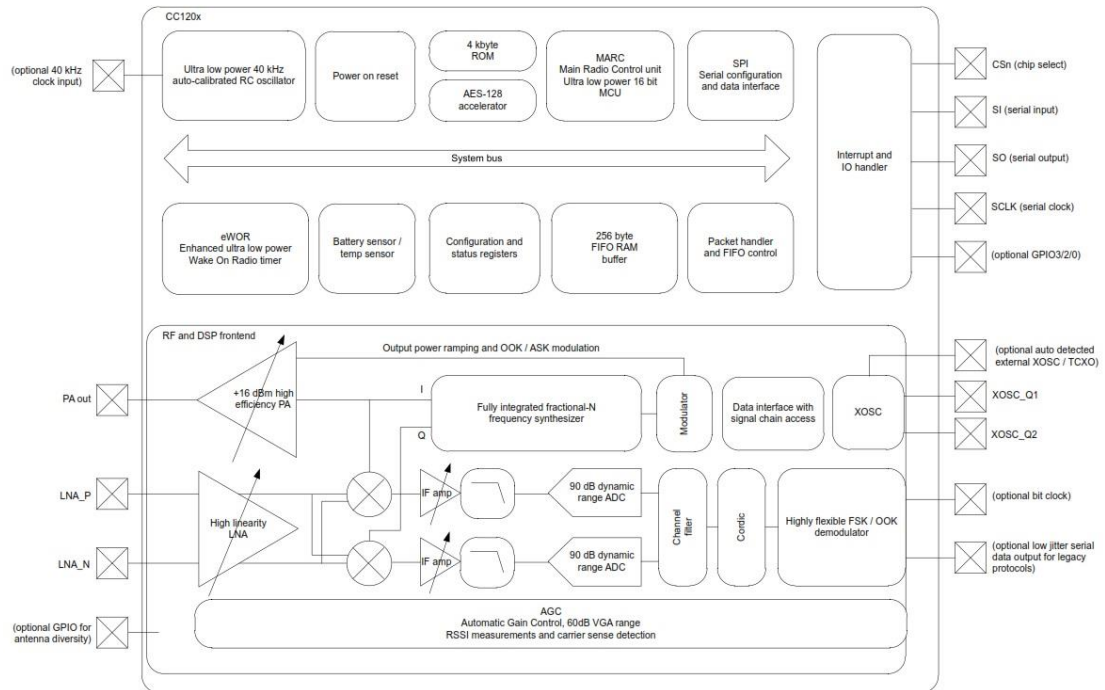 CC120x
(optional 40 kHz
clock input)
Ultra low power 40 kHz
auto-calibrated RC oscillator
Power on reset
4 kbyte
ROM
AES-128
accelerator
MARC
Main Radio Control unit
Ultra low power 16 bit
MCU
SPI
Serial configuration
and data interface
Interrupt and
IO handler
CSn (chip select)
SI (serial input)
SO (serial output)
SCLK (serial clock)
(optional GPIO3/2/0)
System bus
eWOR
Enhanced ultra low power
Wake On Radio timer
Battery sensor /
temp sensor
Configuration and
status registers
256 byte
FIFO RAM
buffer
Packet handler
and FIFO control
RF and DSP frontend
Output power ramping and OOK / ASK modulation
(optional auto detected
external XOSC / TCXO)
PA out
+16 dBm high
efficiency PA
I
Q
Fully integrated fractional-N
frequency synthesizer
Modulator
Data interface with
signal chain access
XOSC
XOSC_Q1
XOSC_Q2
LNA_P
LNA_N
High linearity
LNA
IF amp
90 dB dynamic
range ADC
IF amp
90 dB dynamic
range ADC
Channel
filter
Cordic
Highly flexible FSK / OOK
demodulator
(optional bit clock)
(optional low jitter serial
data output for legacy
protocols)
(optional GPIO for
antenna diversity)
AGC
Automatic Gain Control, 60dB VGA range
RSSI measurements and carrier sense detection